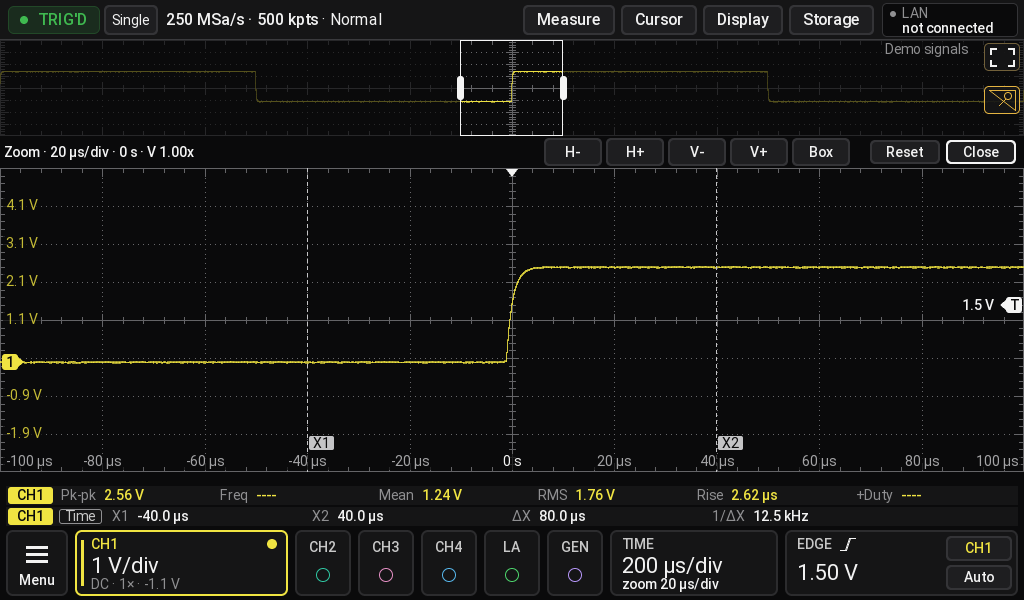 TRIG'D Single 250 MSa/s · 500 kpts · Normal Measure Cursor Display Storage LAN not connected
Demo signals
Zoom · 20 µs/div · 0 s · V 1.00x H- H+ V- V+ Box Reset Close
4.1 V
3.1 V
2.1 V
1.5 V T
1.1 V
1
-0.9 V
-1.9 V
X1 X2
-100 µs -80 µs -60 µs -40 µs -20 µs 0 s 20 µs 40 µs 60 µs 80 µs 100 µs
CH1 Pk-pk 2.56 V Freq ---- Mean 1.24 V RMS 1.76 V Rise 2.62 µs +Duty ----
CH1 Time X1 -40.0 µs X2 40.0 µs ΔX 80.0 µs 1/ΔX 12.5 kHz
Menu
CH1
1 V/div
DC · 1× · -1.1 V
CH2 CH3 CH4 LA GEN
TIME
200 µs/div
zoom 20 µs/div
EDGE
1.50 V
CH1
Auto